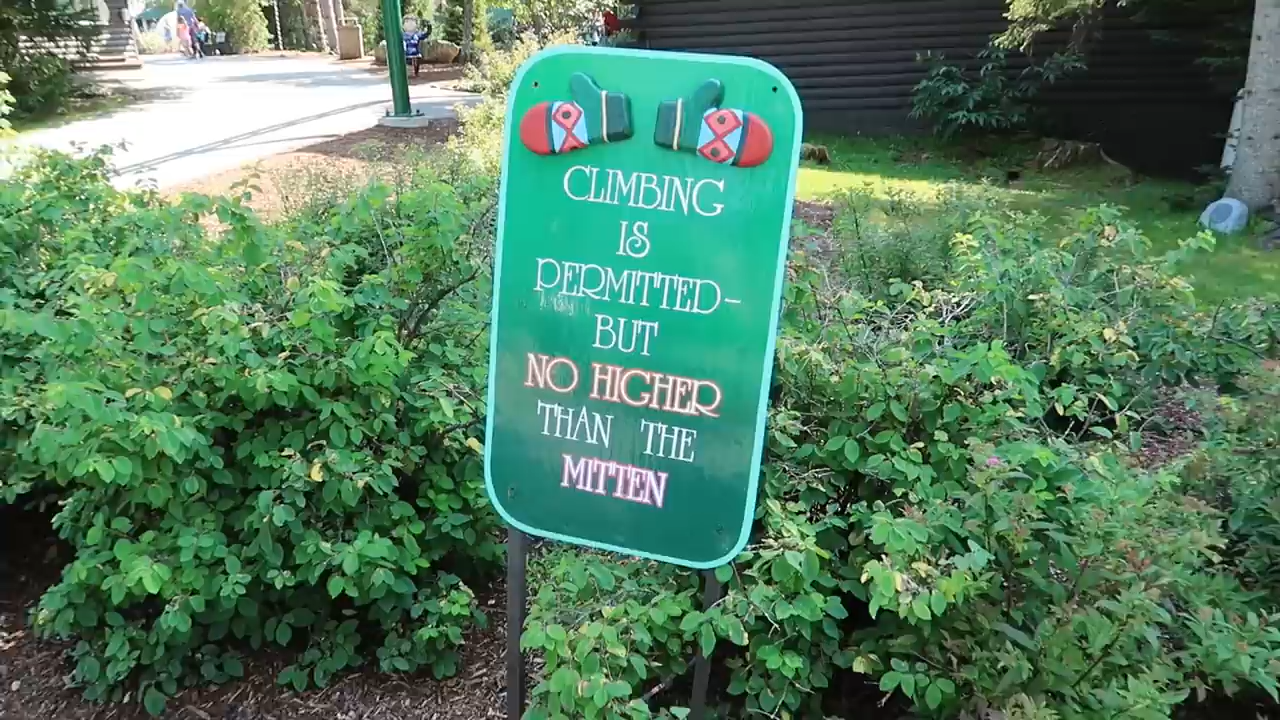 CLIMBING
IS
PERMITTED-
BUT
NO HIGHER
THAN THE
MITTEN